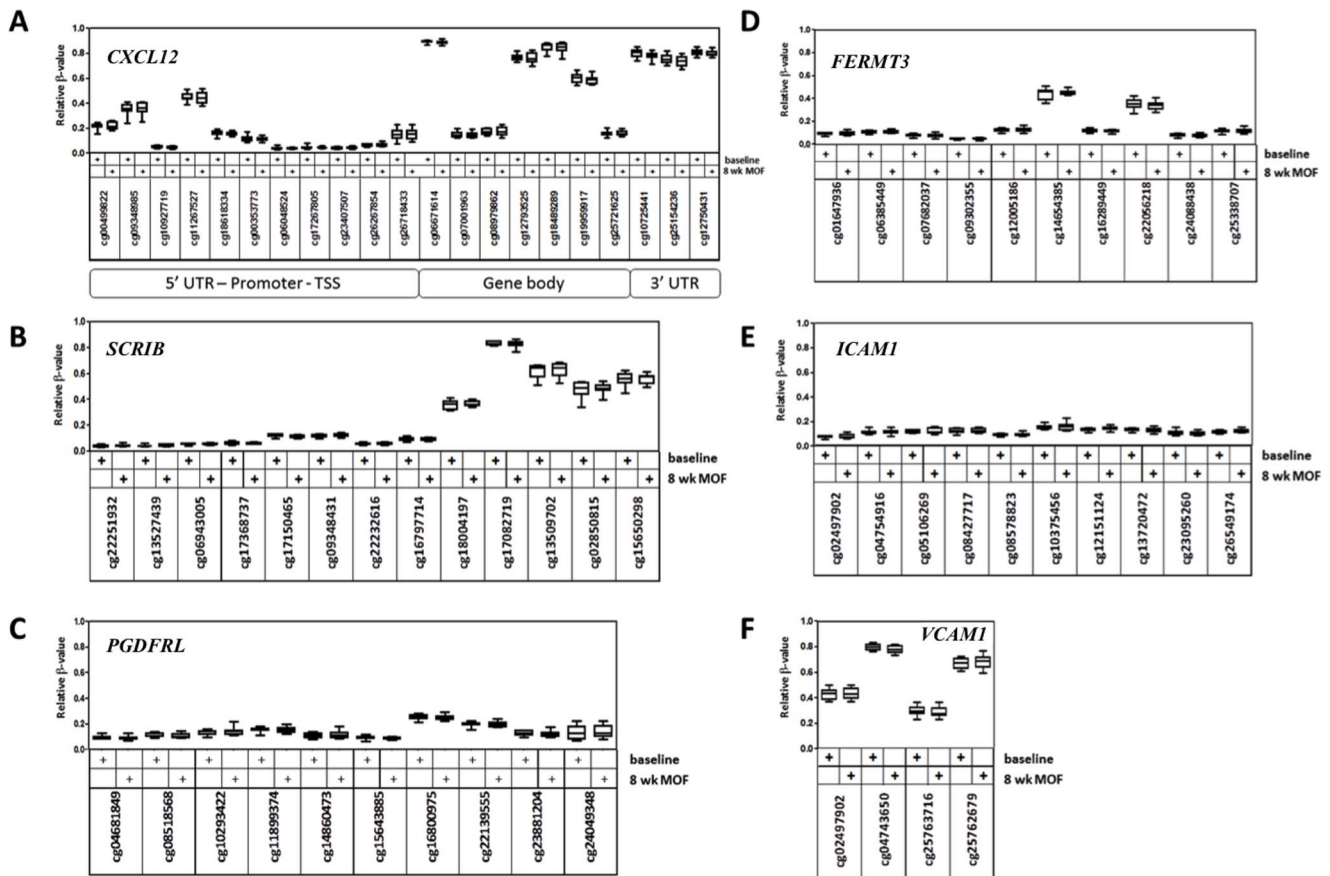 A
CXCL12
Relative β-value
1.0
0.8
0.6
0.4
0.2
0.0
baseline
8 wk MOF
cg00499822
cg09348985
cg10927719
cg11267527
cg18618334
cg00353773
cg06048524
cg17267805
cg23407507
cg26267854
cg26718433
cg06671614
cg07001963
cg08979862
cg12793525
cg18489289
cg19959917
cg25721625
cg10725441
cg25154236
cg12750431
5' UTR – Promoter - TSS
Gene body
3' UTR
B
SCRIB
Relative β-value
1.0
0.8
0.6
0.4
0.2
0.0
baseline
8 wk MOF
cg22251932
cg13527439
cg06943005
cg17368737
cg17150465
cg09348431
cg22232616
cg16797714
cg18004197
cg17082719
cg13509702
cg02850815
cg15650298
C
PGDFRL
Relative β-value
1.0
0.8
0.6
0.4
0.2
0.0
baseline
8 wk MOF
cg04681849
cg08518568
cg10293422
cg11899374
cg14860473
cg15643885
cg16800975
cg22139555
cg23881204
cg24049348
D
FERMT3
Relative β-value
1.0
0.8
0.6
0.4
0.2
0.0
baseline
8 wk MOF
cg01647936
cg06385449
cg07682037
cg09302355
cg12005186
cg14654385
cg16289449
cg22056218
cg24088438
cg25338707
E
ICAM1
Relative β-value
1.0
0.8
0.6
0.4
0.2
0.0
baseline
8 wk MOF
cg02497902
cg04754916
cg05106269
cg08427717
cg08578823
cg10375456
cg12151124
cg13720472
cg23095260
cg26549174
F
VCAM1
Relative β-value
1.0
0.8
0.6
0.4
0.2
0.0
baseline
8 wk MOF
cg02497902
cg04743650
cg25763716
cg25762679